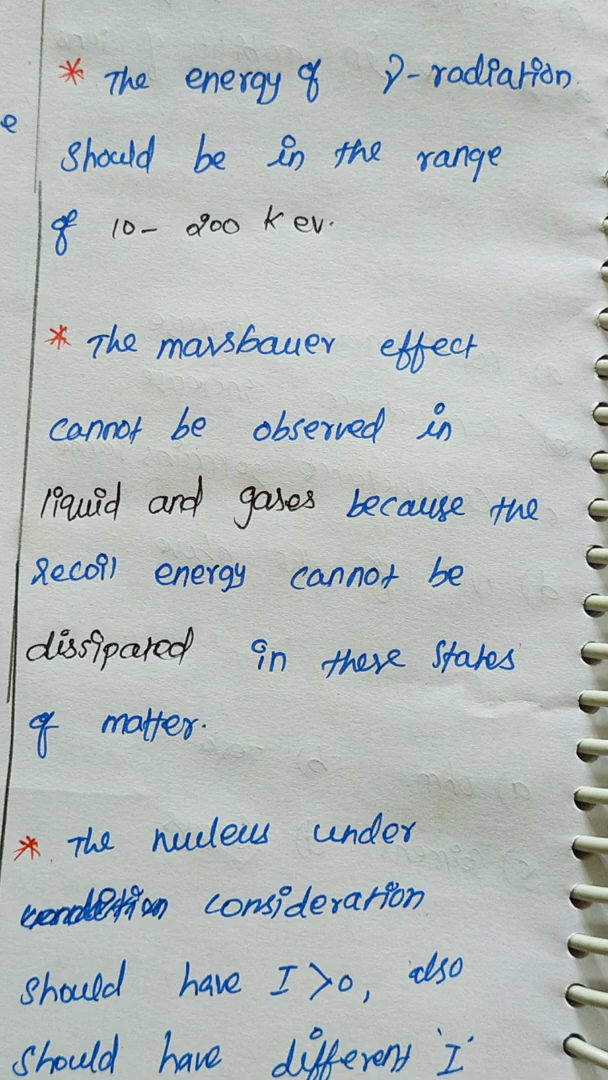 * The energy of γ-radiation
should be in the range
of 10-200 kev.
* The marsbauer effect
cannot be observed in
liquid and gases because the
recoil energy cannot be
dissipated in these states
of matter.
* The nucleus under
consideration
should have I>0, also
should have different 'I'